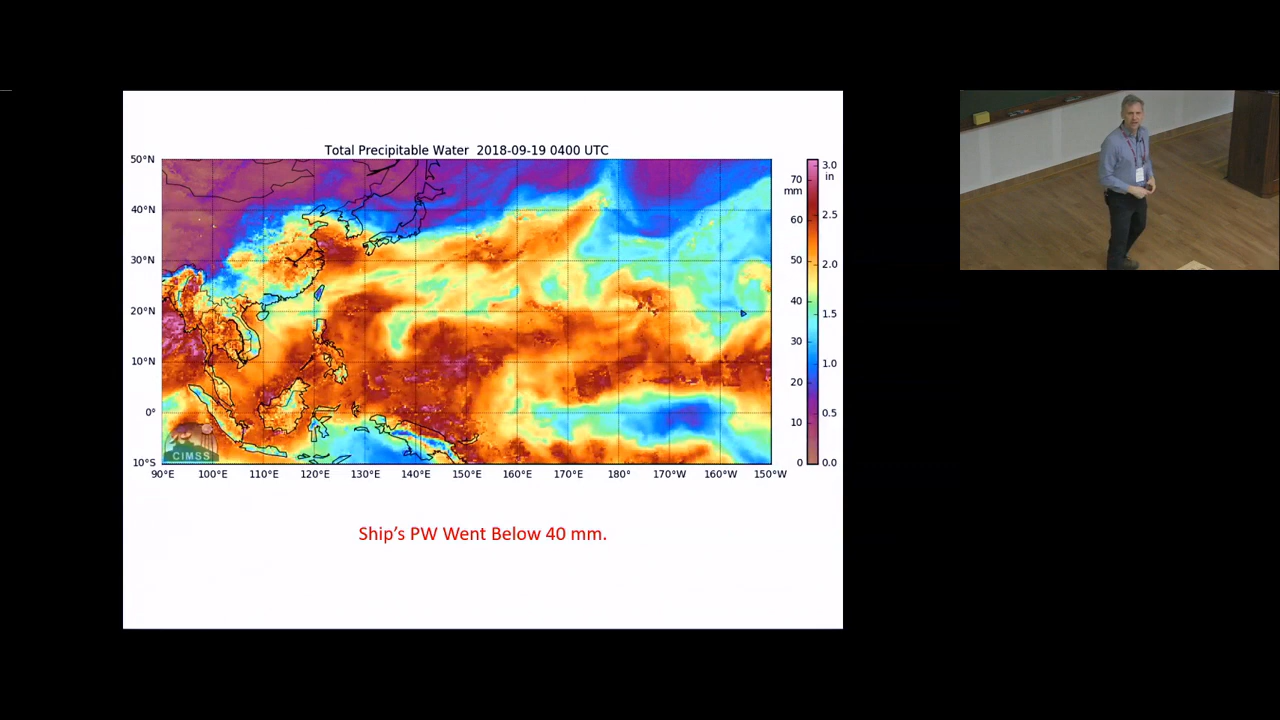 Total Precipitable Water 2018-09-19 0400 UTC
50°N
40°N
30°N
20°N
10°N
0°
10°S
90°E 100°E 110°E 120°E 130°E 140°E 150°E 160°E 170°E 180° 170°W 160°W 150°W
70
mm
60
50
40
30
20
10
0
3.0
in
2.5
2.0
1.5
1.0
0.5
0.0
CIMSS
Ship's PW Went Below 40 mm.